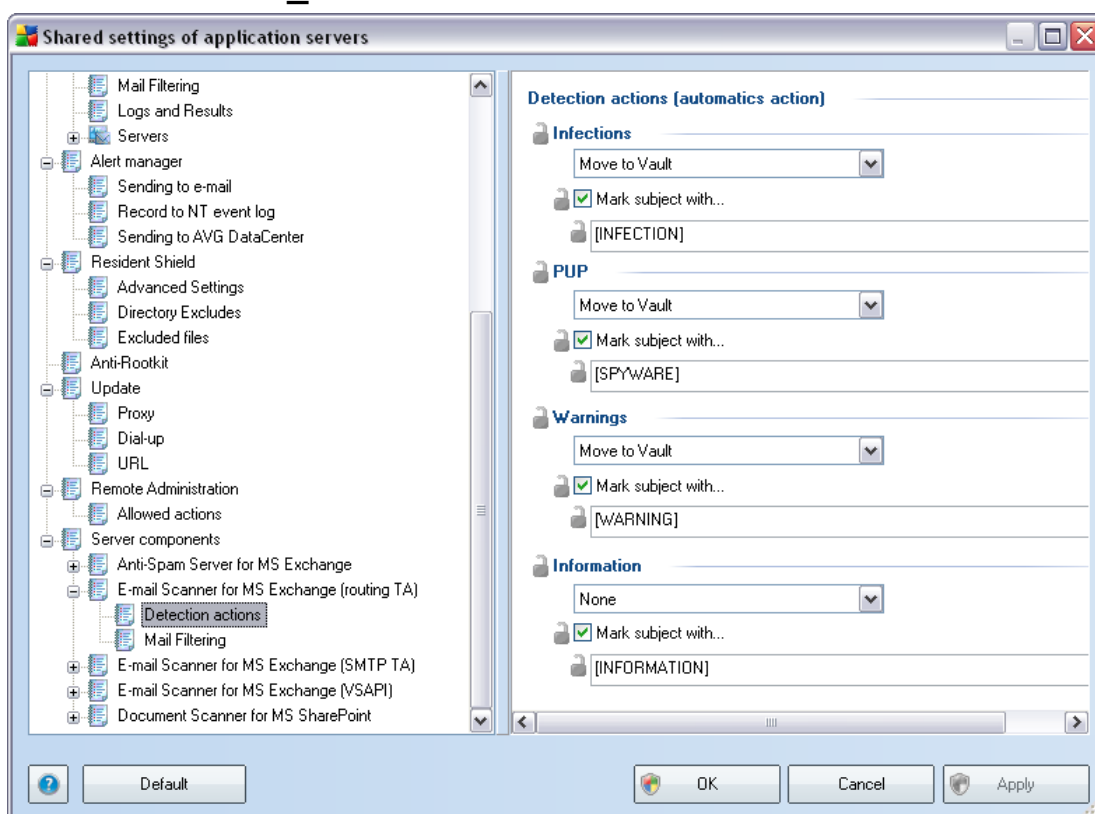 Shared settings of application servers
Mail Filtering
Logs and Results
Servers
Alert manager
Sending to e-mail
Record to NT event log
Sending to AVG DataCenter
Resident Shield
Advanced Settings
Directory Excludes
Excluded files
Anti-Rootkit
Update
Proxy
Dial-up
URL
Remote Administration
Allowed actions
Server components
Anti-Spam Server for MS Exchange
E-mail Scanner for MS Exchange (routing TA)
Detection actions
Mail Filtering
E-mail Scanner for MS Exchange (SMTP TA)
E-mail Scanner for MS Exchange (VSAPI)
Document Scanner for MS SharePoint
Detection actions (automatics action)
Infections
Move to Vault
Mark subject with...
[INFECTION]
PUP
Move to Vault
Mark subject with...
[SPYWARE]
Warnings
Move to Vault
Mark subject with...
[WARNING]
Information
None
Mark subject with...
[INFORMATION]
Default
OK
Cancel
Apply